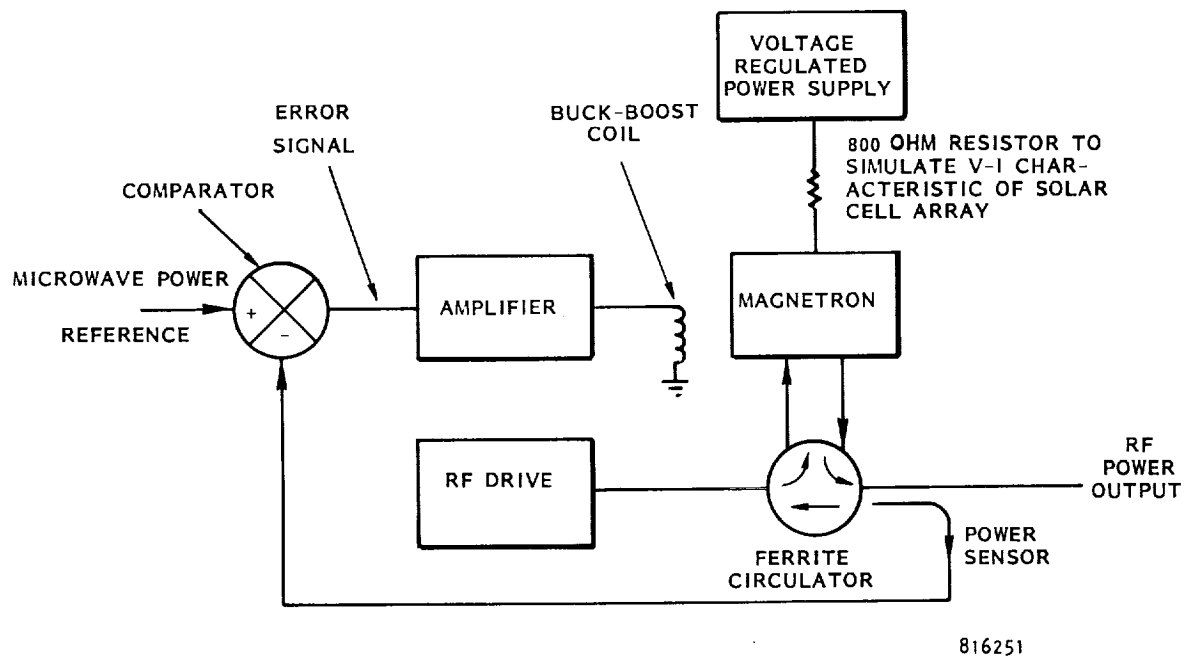 VOLTAGE
REGULATED
POWER SUPPLY
ERROR
SIGNAL
BUCK-BOOST
COIL
800 OHM RESISTOR TO
SIMULATE V-I CHAR-
ACTERISTIC OF SOLAR
CELL ARRAY
COMPARATOR
MICROWAVE POWER
REFERENCE
+
-
AMPLIFIER
MAGNETRON
RF DRIVE
RF
POWER
OUTPUT
POWER
SENSOR
FERRITE
CIRCULATOR
816251